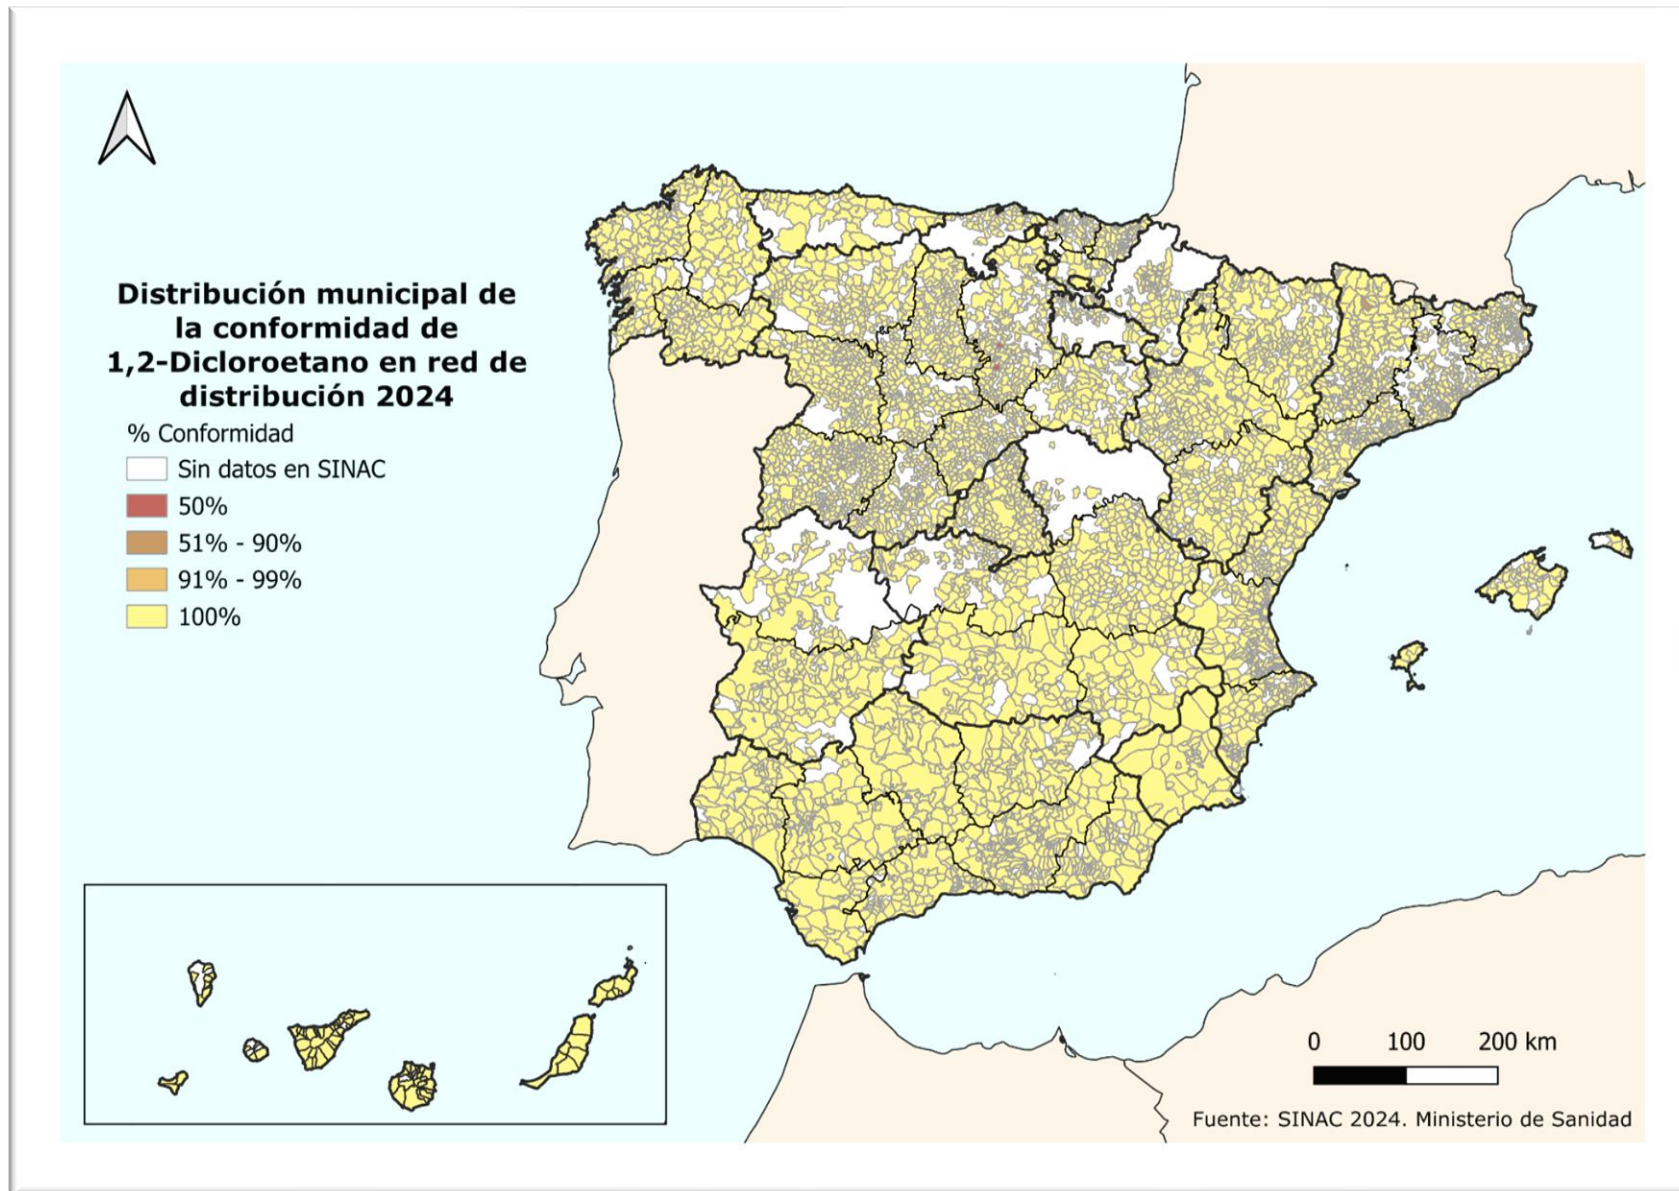 Distribución municipal de
la conformidad de
1,2-Dicloroetano en red de
distribución 2024
% Conformidad
Sin datos en SINAC
50%
51% - 90%
91% - 99%
100%
0 100 200 km
Fuente: SINAC 2024. Ministerio de Sanidad